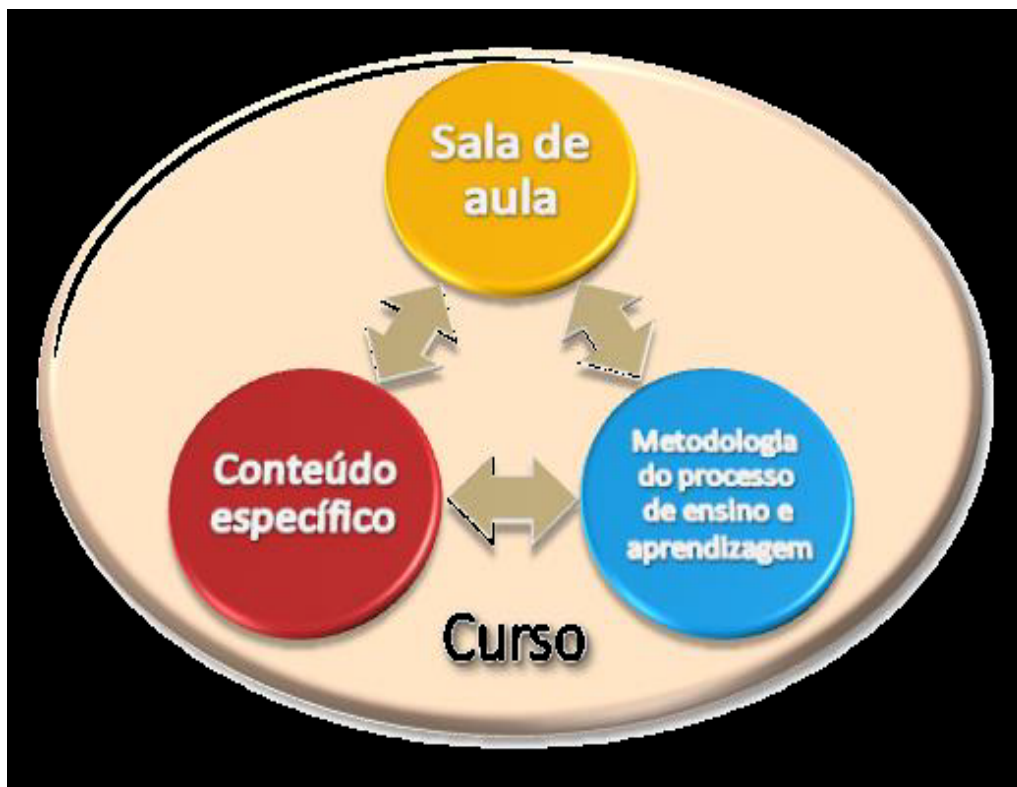 Sala de
aula
Conteúdo
específico
Metodologia
do processo
de ensino e
aprendizagem
Curso